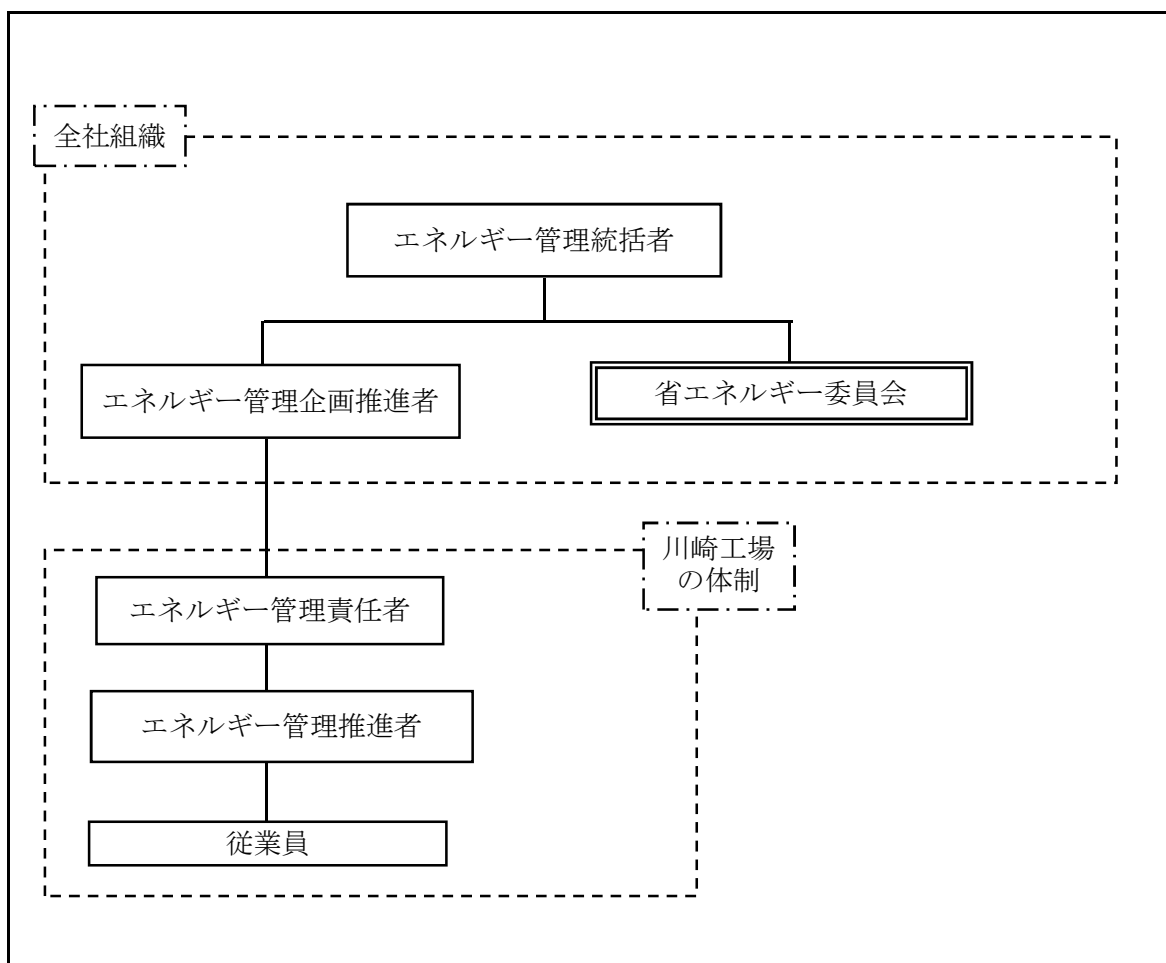 全社組織
エネルギー管理統括者
エネルギー管理企画推進者
省エネルギー委員会
川崎工場
の体制
エネルギー管理責任者
エネルギー管理推進者
従業員